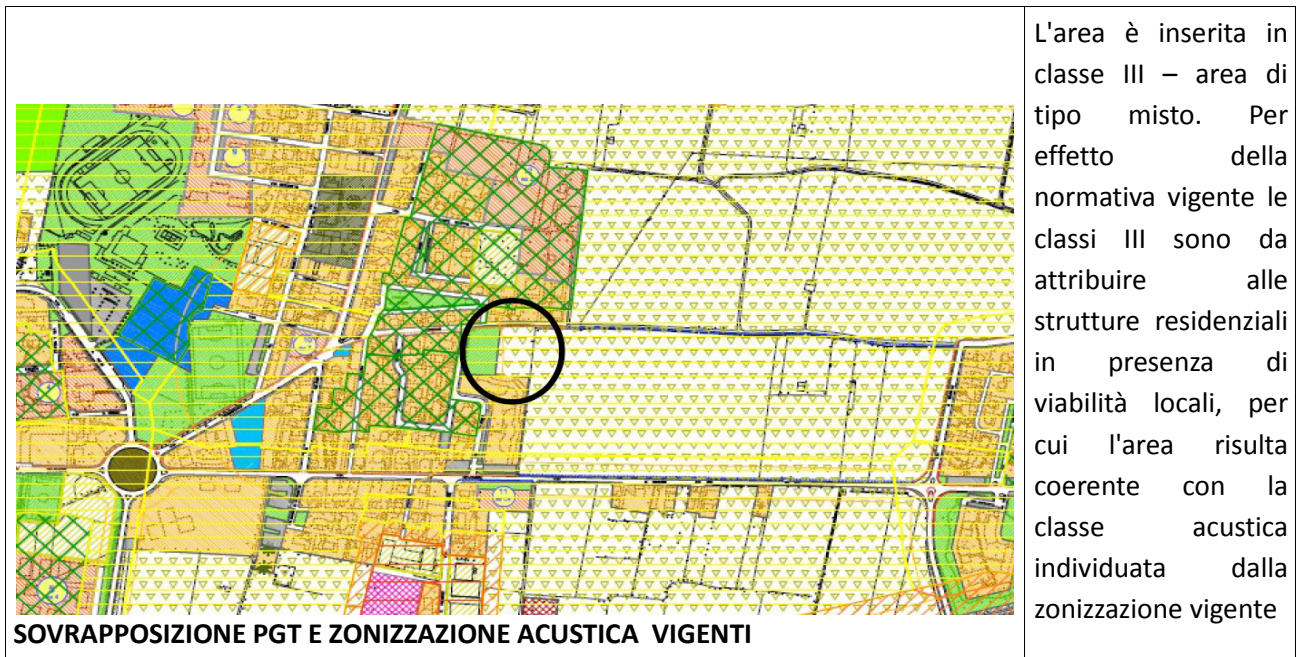 L'area è inserita in
classe III – area di
tipo misto. Per
effetto della
normativa vigente le
classi III sono da
attribuire alle
strutture residenziali
in presenza di
viabilità locali, per
cui l'area risulta
coerente con la
classe acustica
individuata dalla
zonizzazione vigente
SOVRAPPOSIZIONE PGT E ZONIZZAZIONE ACUSTICA VIGENTI